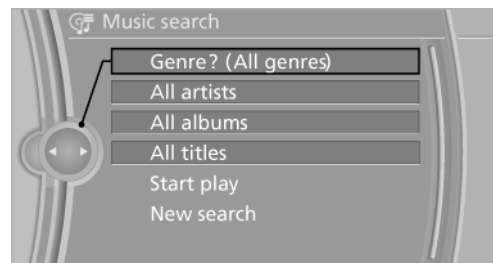 Music search
Genre? (All genres)
All artists
All albums
All titles
Start play
New search